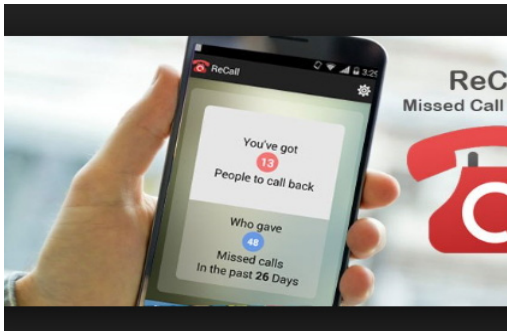 ReCall
3:25
You've got
13
People to call back
Who gave
48
Missed calls
In the past 26 Days
ReC
Missed Call